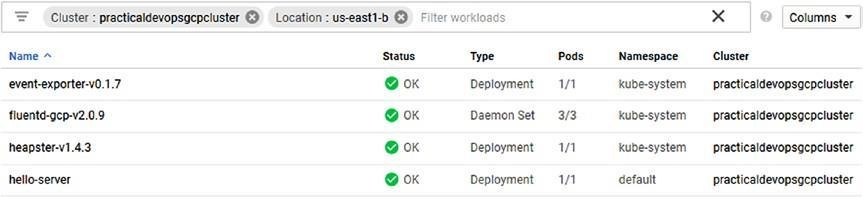 Cluster : practicaldevopsgcpcluster Location : us-east1-b Filter workloads Columns
Name Status Type Pods Namespace Cluster
event-exporter-v0.1.7 OK Deployment 1/1 kube-system practicaldevopsgcpcluster
fluentd-gcp-v2.0.9 OK Daemon Set 3/3 kube-system practicaldevopsgcpcluster
heapster-v1.4.3 OK Deployment 1/1 kube-system practicaldevopsgcpcluster
hello-server OK Deployment 1/1 default practicaldevopsgcpcluster